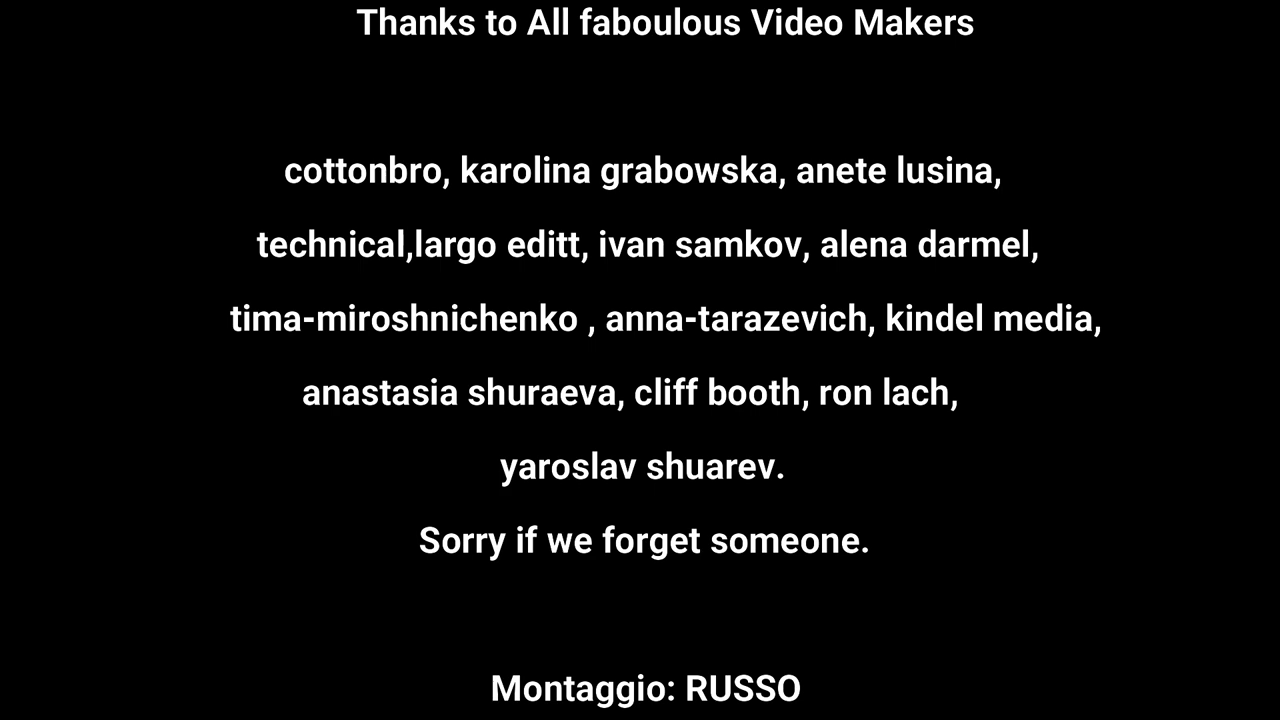 Thanks to All faboulous Video Makers
cottonbro, karolina grabowska, anete lusina,
technical,largo editt, ivan samkov, alena darmel,
tima-miroshnichenko , anna-tarazevich, kindel media,
anastasia shuraeva, cliff booth, ron lach,
yaroslav shuarev.
Sorry if we forget someone.
Montaggio: RUSSO